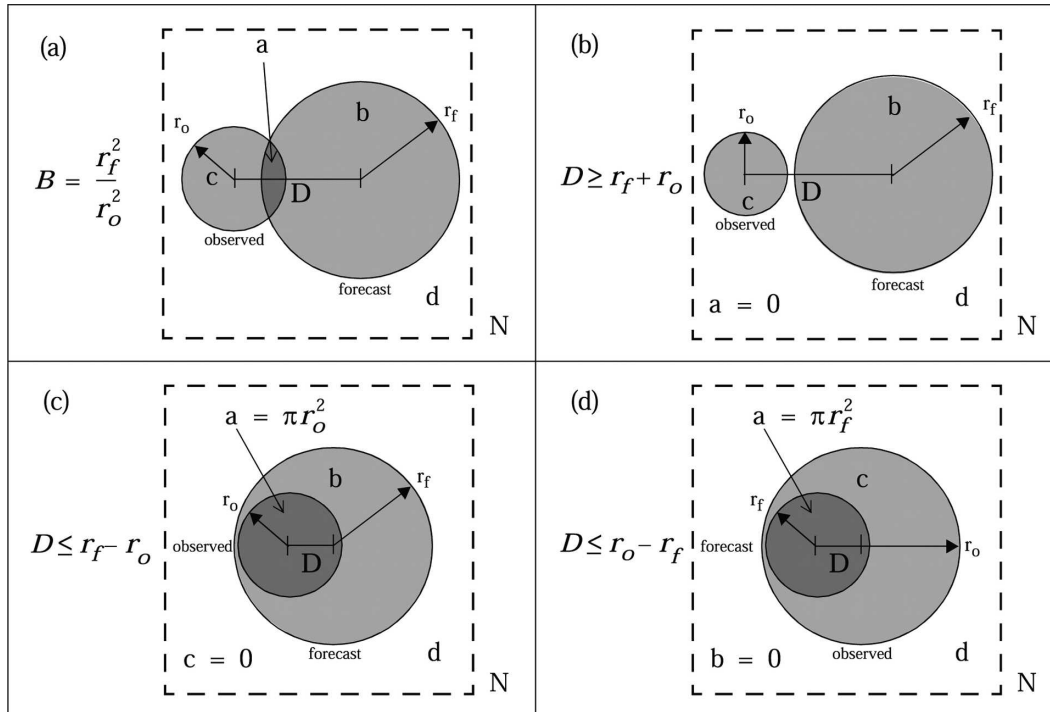 (a)
a
b
r_f
r_o
B = r_f^2 / r_o^2
c
D
observed
forecast
d
N
(b)
b
r_f
r_o
D ≥ r_f + r_o
D
c
observed
forecast
a = 0
d
N
(c)
a = πr_o^2
b
r_f
r_o
D ≤ r_f − r_o
observed
D
c = 0
forecast
d
N
(d)
a = πr_f^2
c
r_f
D ≤ r_o − r_f
forecast
D
r_o
b = 0
observed
d
N